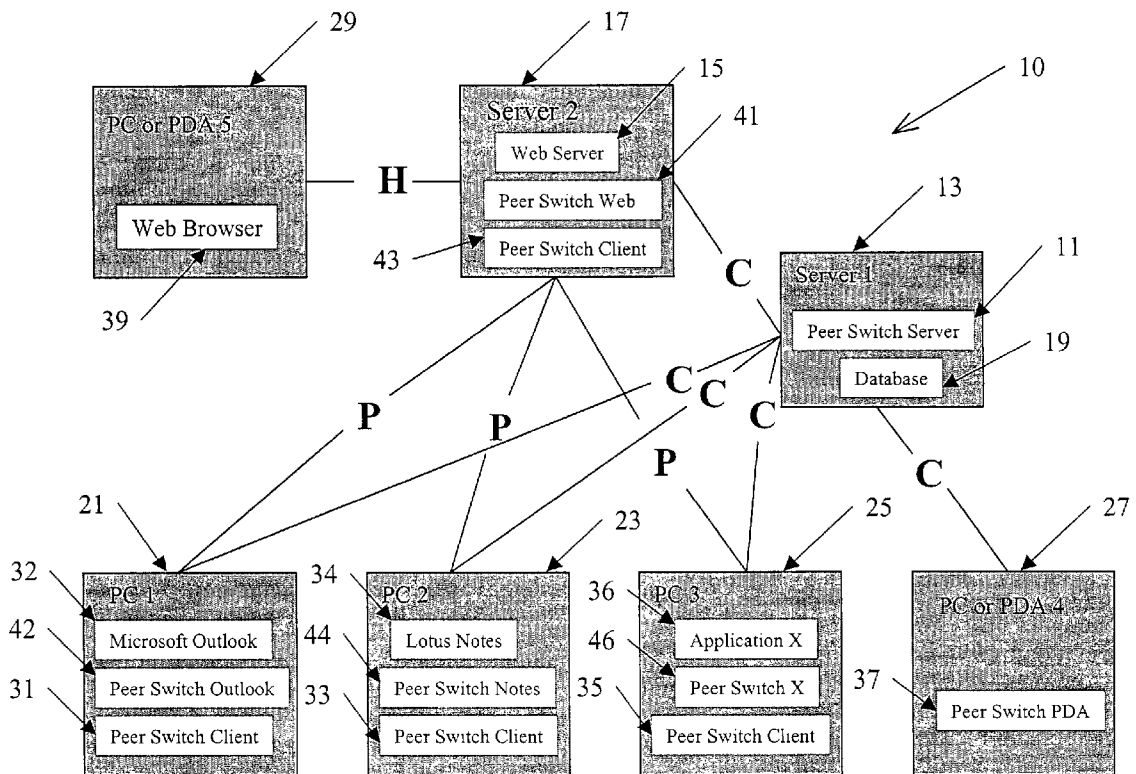 29
17
15
10
PC or PDA 5
Server 2
41
Web Server
H
Peer Switch Web
13
Web Browser
43
Peer Switch Client
11
39
C
Server 1
Peer Switch Server
19
Database
C
C
C
P
P
P
C
21
23
25
27
32
PC 1
34
PC 2
36
PC 3
PC or PDA 4
42
Microsoft Outlook
44
Lotus Notes
46
Application X
31
Peer Switch Outlook
33
Peer Switch Notes
35
Peer Switch X
37
Peer Switch PDA
Peer Switch Client
Peer Switch Client
Peer Switch Client